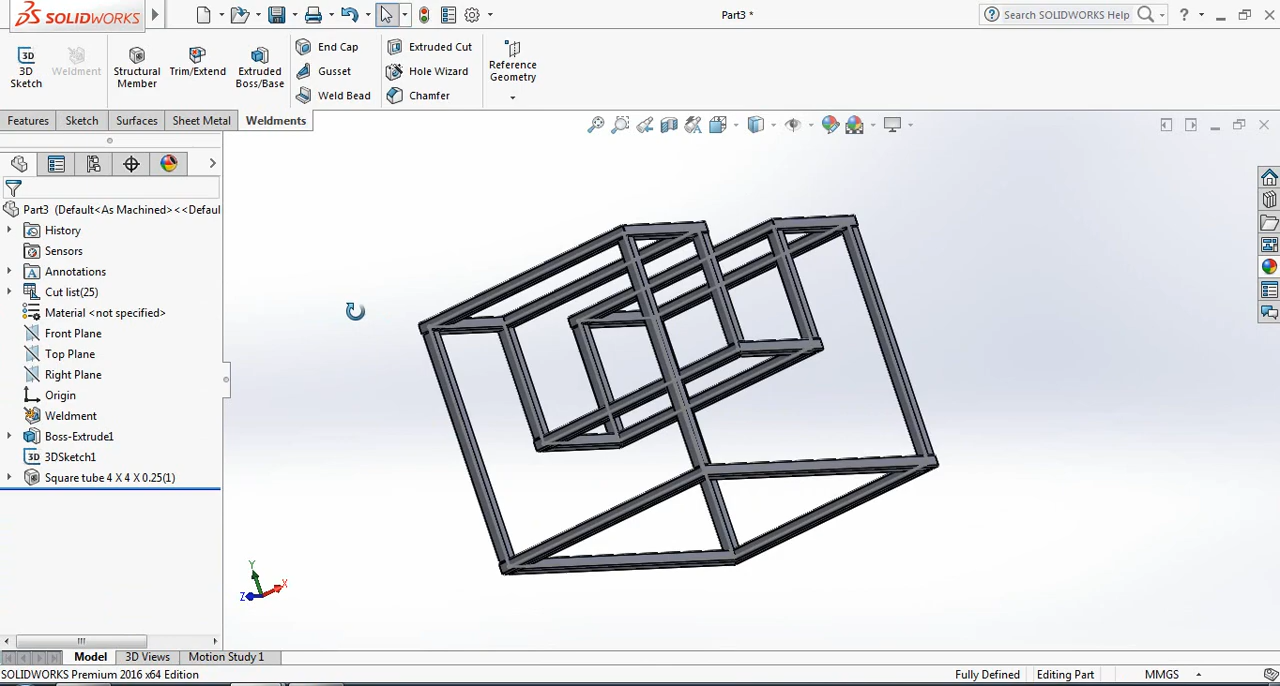 SOLIDWORKS
Part3 *
Search SOLIDWORKS Help
?
3D
Sketch
Weldment
Structural
Member
Trim/Extend
Extruded
Boss/Base
End Cap
Gusset
Weld Bead
Extruded Cut
Hole Wizard
Chamfer
Reference
Geometry
Features
Sketch
Surfaces
Sheet Metal
Weldments
Part3 (Default<As Machined><<Defaul
History
Sensors
Annotations
Cut list(25)
Material <not specified>
Front Plane
Top Plane
Right Plane
Origin
Weldment
Boss-Extrude1
3D 3DSketch1
Square tube 4 X 4 X 0.25(1)
Y
X
Z
Model
3D Views
Motion Study 1
SOLIDWORKS Premium 2016 x64 Edition
Fully Defined
Editing Part
MMGS